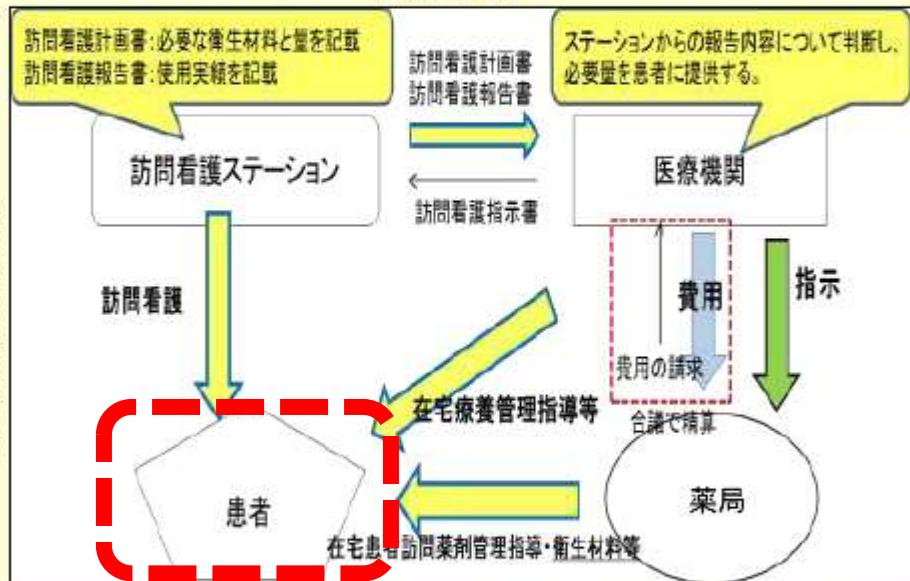 訪問看護計画書:必要な衛生材料と量を記載
訪問看護報告書:使用実績を記載
ステーションからの報告内容について判断し、
必要量を患者に提供する。
訪問看護計画書
訪問看護報告書
訪問看護ステーション
医療機関
訪問看護指示書
訪問看護
費用
指示
費用の請求
在宅療養管理指導等
合議で精算
患者
薬局
在宅患者訪問薬剤管理指導・衛生材料等